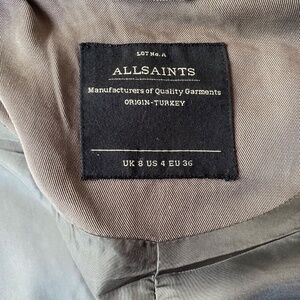 LOT No. A
ALLSAINTS
Manufacturers of Quality Garments
ORIGIN-TURKEY
UK 8 US 4 EU 36